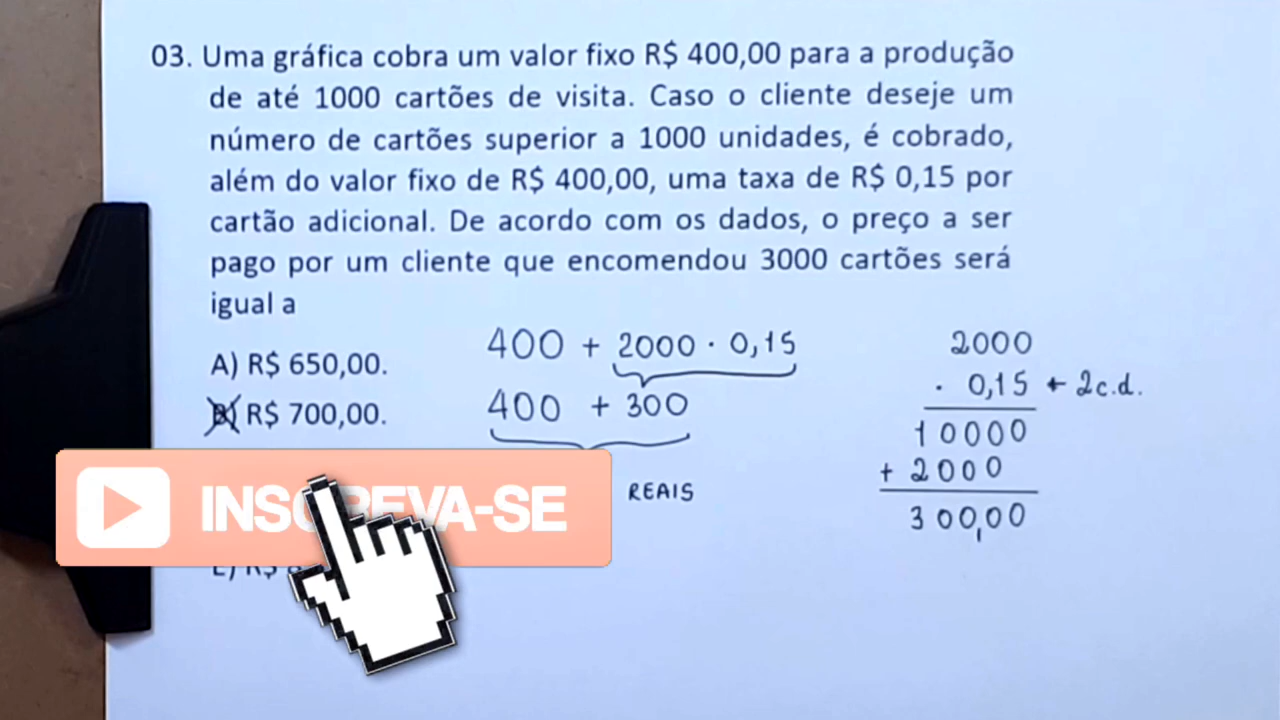 03. Uma gráfica cobra um valor fixo R$ 400,00 para a produção
de até 1000 cartões de visita. Caso o cliente deseje um
número de cartões superior a 1000 unidades, é cobrado,
além do valor fixo de R$ 400,00, uma taxa de R$ 0,15 por
cartão adicional. De acordo com os dados, o preço a ser
pago por um cliente que encomendou 3000 cartões será
igual a
A) R$ 650,00.
B) R$ 700,00.
400 + 2000 · 0,15
400 + 300
REAIS
2000
· 0,15 ← 2c.d.
10000
+ 2000
300,00
INSCREVA-SE
E) R$